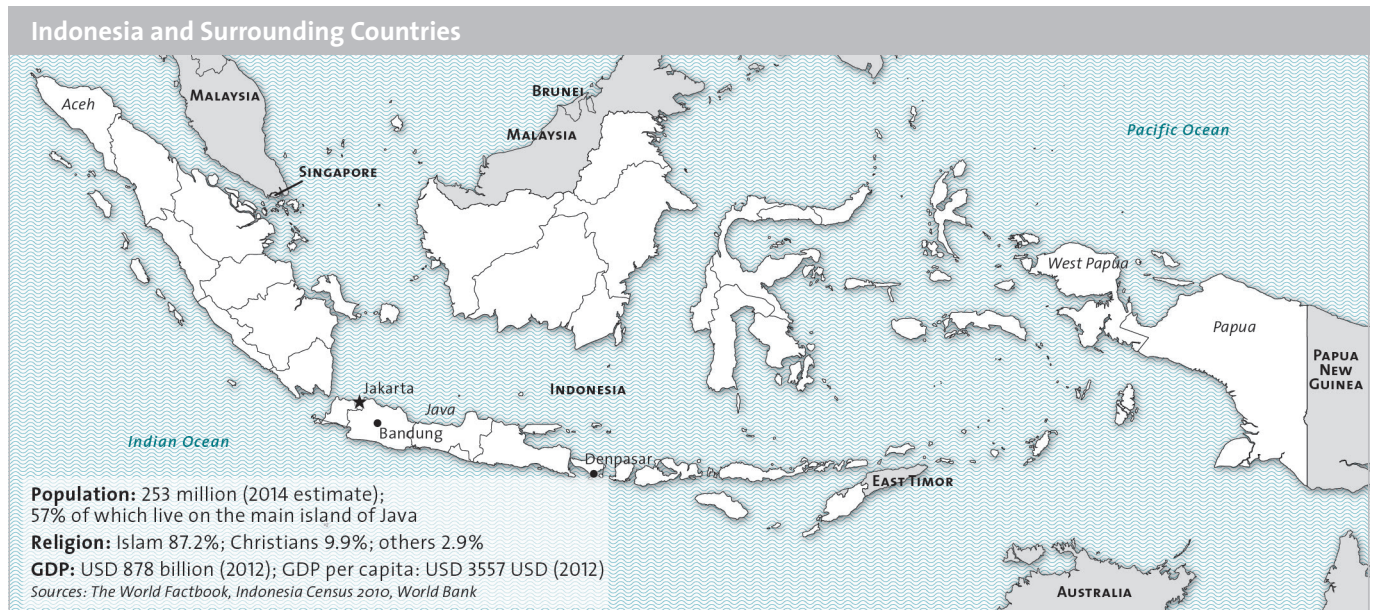 Indonesia and Surrounding Countries
Aceh
MALAYSIA
BRUNEI
MALAYSIA
Pacific Ocean
SINGAPORE
West Papua
Papua
PAPUA
NEW
GUINEA
Jakarta
INDONESIA
Java
Bandung
Indian Ocean
Denpasar
EAST TIMOR
Population: 253 million (2014 estimate);
57% of which live on the main island of Java
Religion: Islam 87.2%; Christians 9.9%; others 2.9%
GDP: USD 878 billion (2012); GDP per capita: USD 3557 USD (2012)
Sources: The World Factbook, Indonesia Census 2010, World Bank
AUSTRALIA